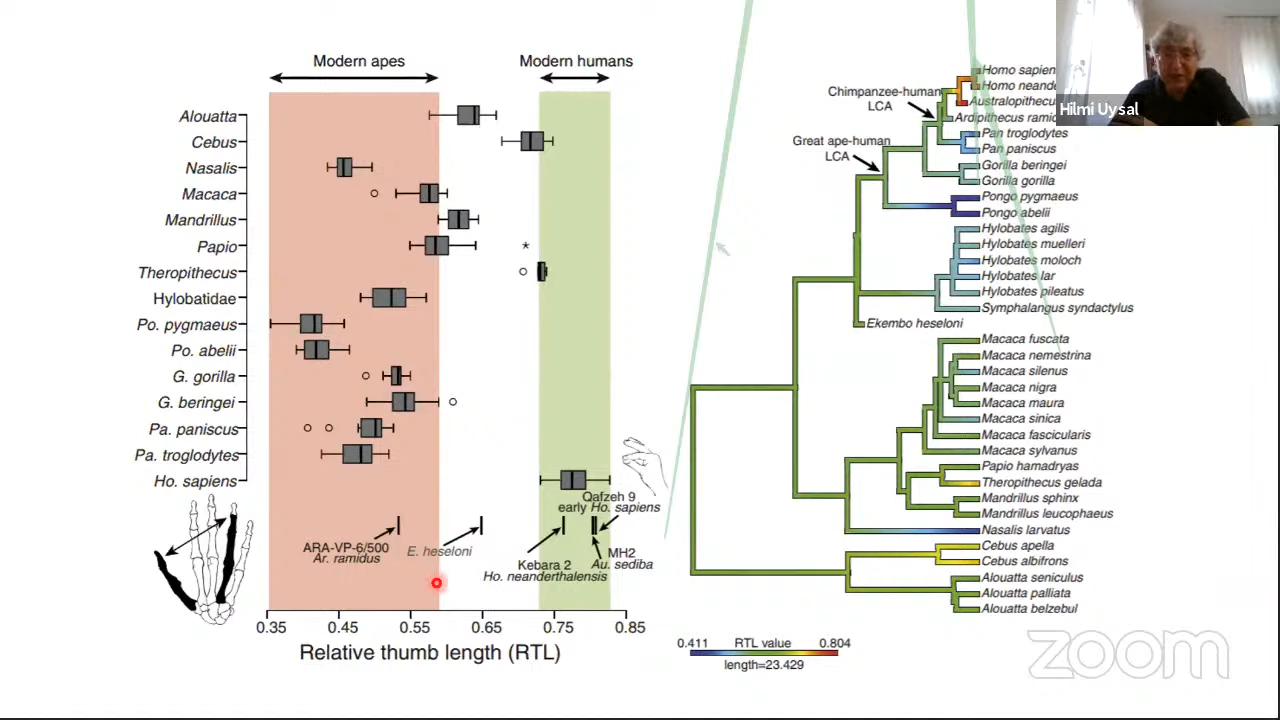 Modern apes
Modern humans
Alouatta
Cebus
Nasalis
Macaca
Mandrillus
Papio
Theropithecus
Hylobatidae
Po. pygmaeus
Po. abelii
G. gorilla
G. beringei
Pa. paniscus
Pa. troglodytes
Ho. sapiens
Qafzeh 9
early Ho. sapiens
ARA-VP-6/500
Ar. ramidus
E. heseloni
Kebara 2
Ho. neanderthalensis
MH2
Au. sediba
0.35 0.45 0.55 0.65 0.75 0.85
Relative thumb length (RTL)
Chimpanzee-human
LCA
Great ape-human
LCA
Homo sapien
Homo neande
Australopithecu
Ardipithecus ramid
Pan troglodytes
Pan paniscus
Gorilla beringei
Gorilla gorilla
Pongo pygmaeus
Pongo abelii
Hylobates agilis
Hylobates muelleri
Hylobates moloch
Hylobates lar
Hylobates pileatus
Symphalangus syndactylus
Ekembo heseloni
Macaca fuscata
Macaca nemestrina
Macaca silenus
Macaca nigra
Macaca maura
Macaca sinica
Macaca fascicularis
Macaca sylvanus
Papio hamadryas
Theropithecus gelada
Mandrillus sphinx
Mandrillus leucophaeus
Nasalis larvatus
Cebus apella
Cebus albifrons
Alouatta seniculus
Alouatta palliata
Alouatta belzebul
0.411 RTL value 0.804
length=23.429
Hilmi Uysal
zoom